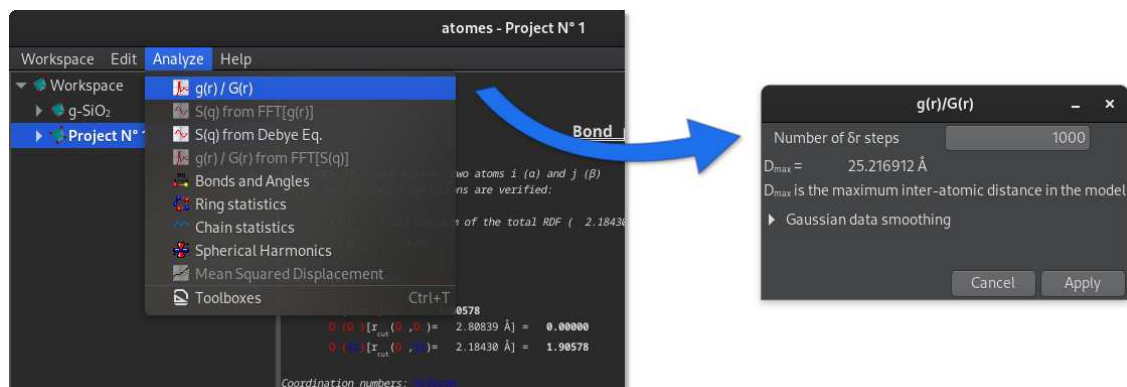 atomes - Project N° 1
Workspace Edit Analyze Help
Workspace
g-SiO₂
Project N° 1
g(r) / G(r)
S(q) from FFT[g(r)]
S(q) from Debye Eq.
g(r) / G(r) from FFT[S(q)]
Bonds and Angles
Ring statistics
Chain statistics
Spherical Harmonics
Mean Squared Displacement
Toolboxes Ctrl+T
Bond
two atoms i (α) and j (β)
are verified:
of the total RDF ( 2.1843
0578
O (O )[r cut (O ,O )= 2.80839 Å] = 0.00000
)[r cut (O , )= 2.18430 Å] = 1.90578
Coordination numbers:
g(r)/G(r)
Number of δr steps 1000
Dmax = 25.216912 Å
Dmax is the maximum inter-atomic distance in the model
Gaussian data smoothing
Cancel Apply